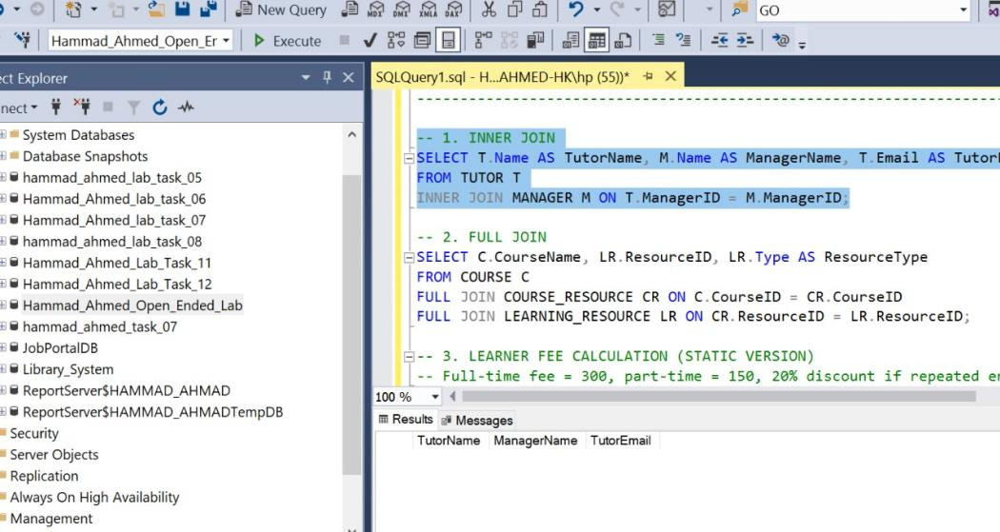 New Query
MDX DMX XMLA DAX
GO
Hammad_Ahmed_Open_Er
Execute
ect Explorer
nect
System Databases
Database Snapshots
hammad_ahmed_lab_task_05
Hammad_Ahmed_lab_task_06
Hammad_Ahmed_lab_task_07
hammad_ahmed_lab_task_08
Hammad_Ahmed_Lab_Task_11
Hammad_Ahmed_Lab_Task_12
Hammad_Ahmed_Open_Ended_Lab
hammad_ahmed_task_07
JobPortalDB
Library_System
ReportServer$HAMMAD_AHMAD
ReportServer$HAMMAD_AHMADTempDB
Security
Server Objects
Replication
Always On High Availability
Management
SQLQuery1.sql - H...AHMED-HK\hp (55))*
-- 1. INNER JOIN
SELECT T.Name AS TutorName, M.Name AS ManagerName, T.Email AS Tutor
FROM TUTOR T
INNER JOIN MANAGER M ON T.ManagerID = M.ManagerID;
-- 2. FULL JOIN
SELECT C.CourseName, LR.ResourceID, LR.Type AS ResourceType
FROM COURSE C
FULL JOIN COURSE_RESOURCE CR ON C.CourseID = CR.CourseID
FULL JOIN LEARNING_RESOURCE LR ON CR.ResourceID = LR.ResourceID;
-- 3. LEARNER FEE CALCULATION (STATIC VERSION)
-- Full-time fee = 300, part-time = 150, 20% discount if repeated e
100 %
Results Messages
TutorName ManagerName TutorEmail